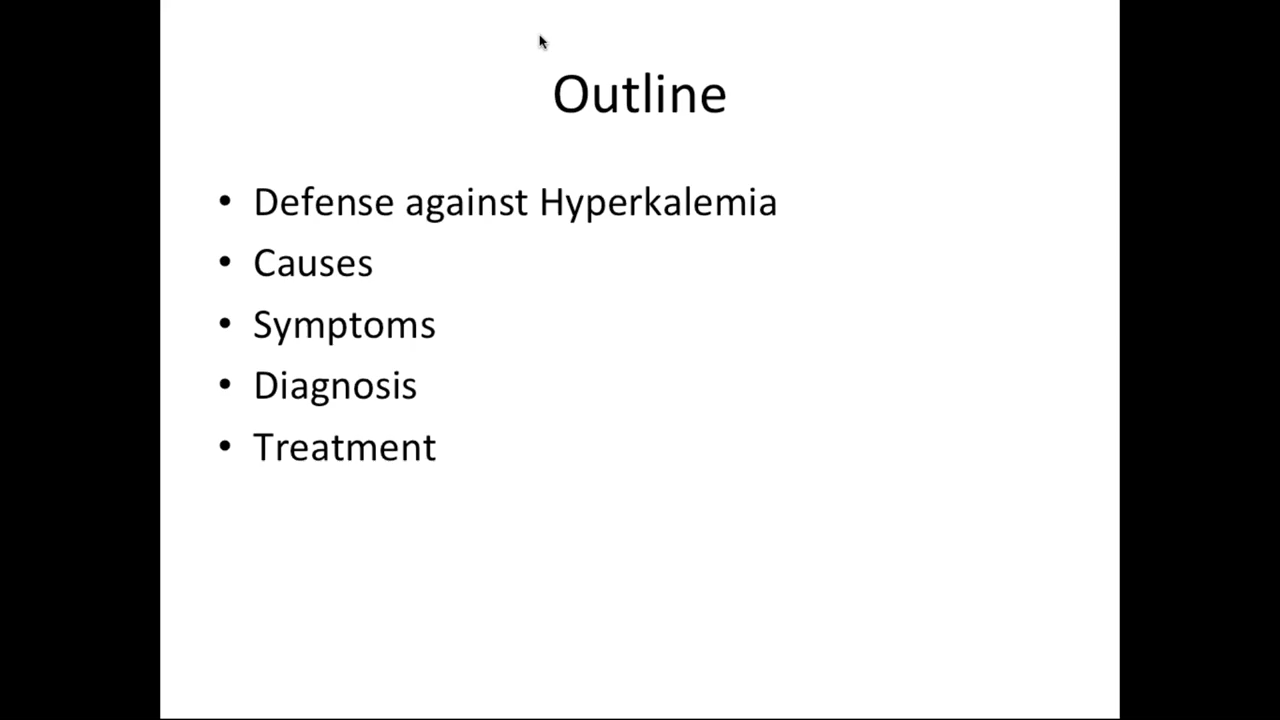 Outline
• Defense against Hyperkalemia
• Causes
• Symptoms
• Diagnosis
• Treatment